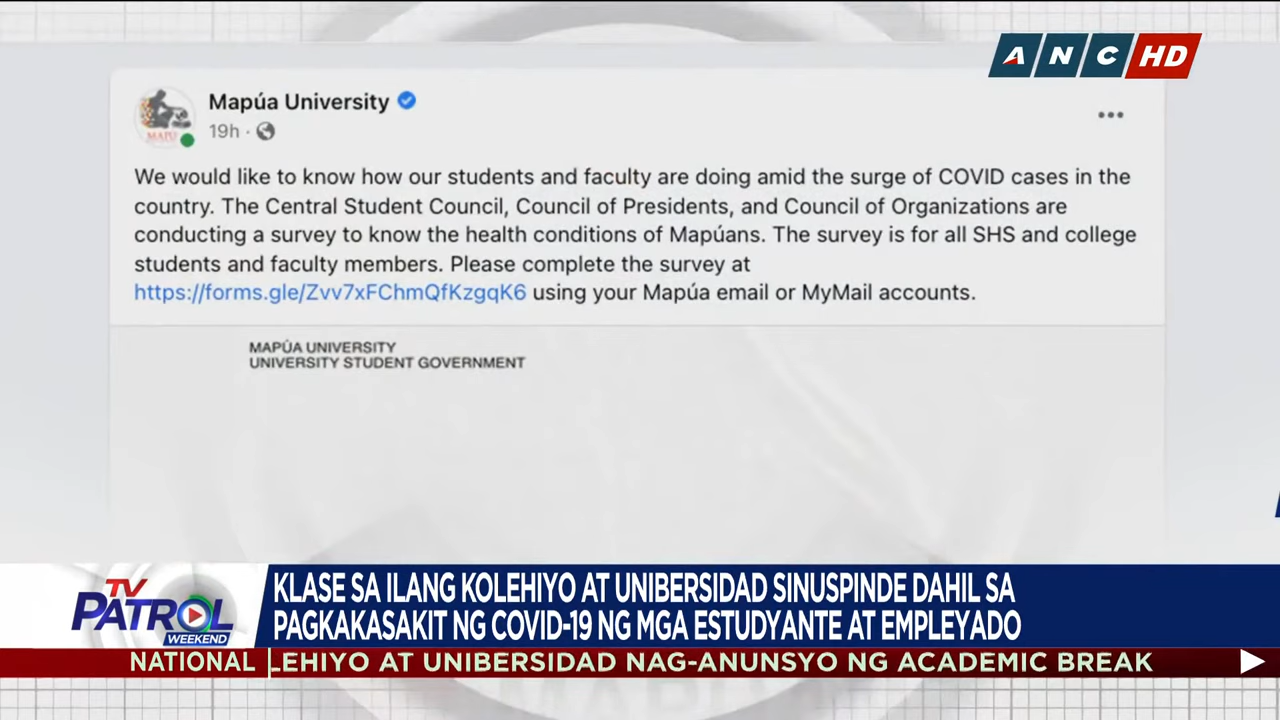 ANC HD
Mapúa University
19h ·
We would like to know how our students and faculty are doing amid the surge of COVID cases in the
country. The Central Student Council, Council of Presidents, and Council of Organizations are
conducting a survey to know the health conditions of Mapúans. The survey is for all SHS and college
students and faculty members. Please complete the survey at
https://forms.gle/Zvv7xFChmQfKzgqK6 using your Mapúa email or MyMail accounts.
MAPÚA UNIVERSITY
UNIVERSITY STUDENT GOVERNMENT
TV
PATROL
WEEKEND
KLASE SA ILANG KOLEHIYO AT UNIBERSIDAD SINUSPINDE DAHIL SA
PAGKAKASAKIT NG COVID-19 NG MGA ESTUDYANTE AT EMPLEYADO
NATIONAL LEHIYO AT UNIBERSIDAD NAG-ANUNSYO NG ACADEMIC BREAK